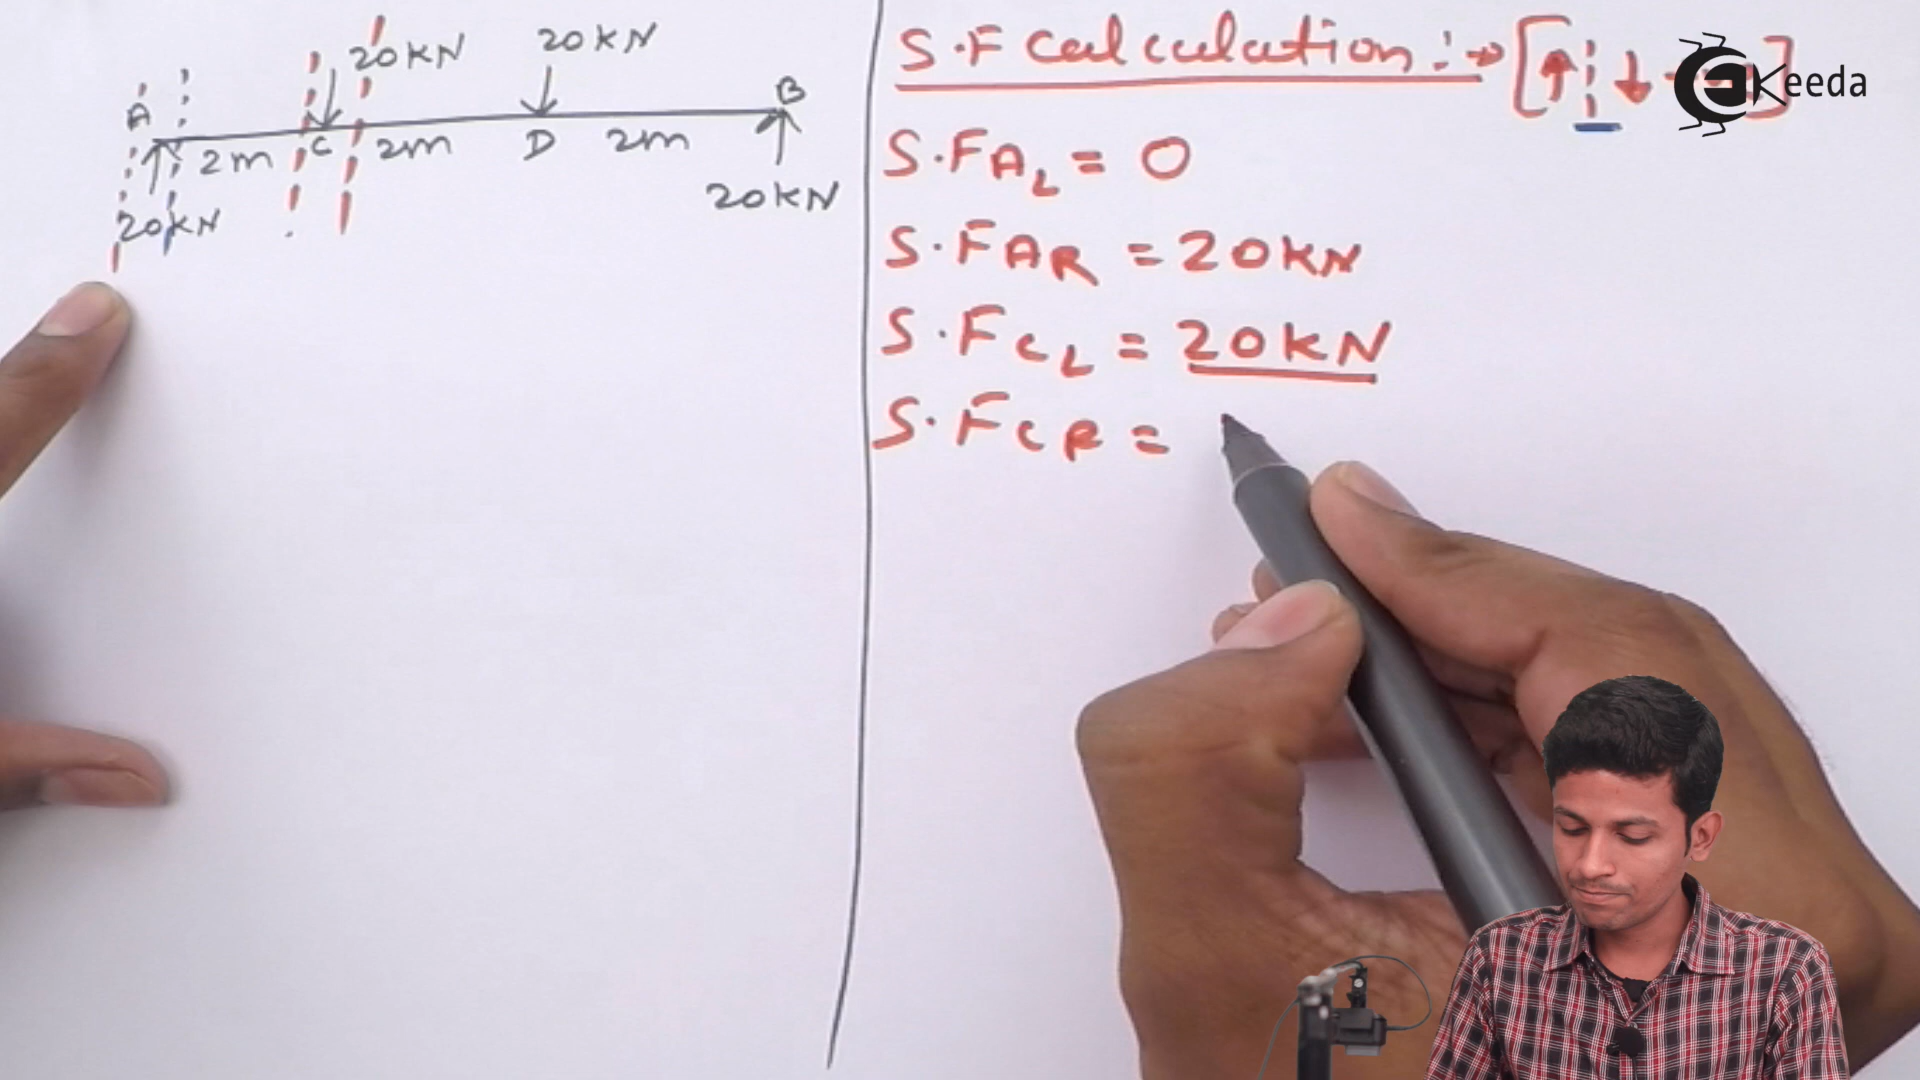 20KN 20KN
A B
2m C 2m D 2m
20KN 20KN
S.F Calculation :→ [↑ ¦ ↓
EKeeda
S.FAL = 0
S.FAR = 20KN
S.FCL = 20KN
S.FCR =